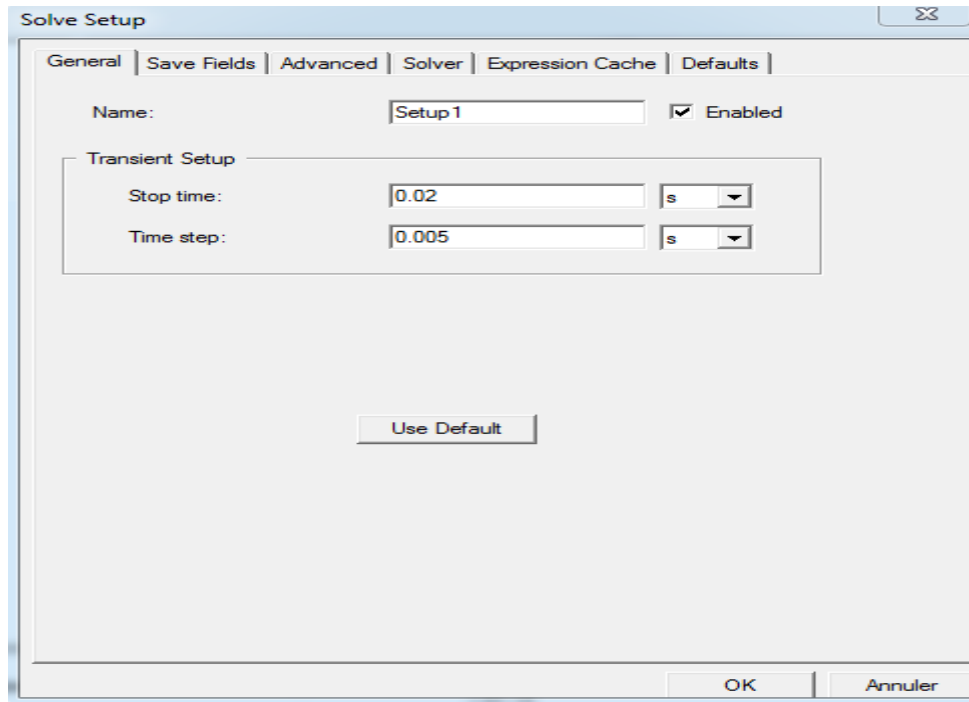 Solve Setup
General Save Fields Advanced Solver Expression Cache Defaults
Name: Setup1 Enabled
Transient Setup
Stop time: 0.02 s
Time step: 0.005 s
Use Default
OK Annuler